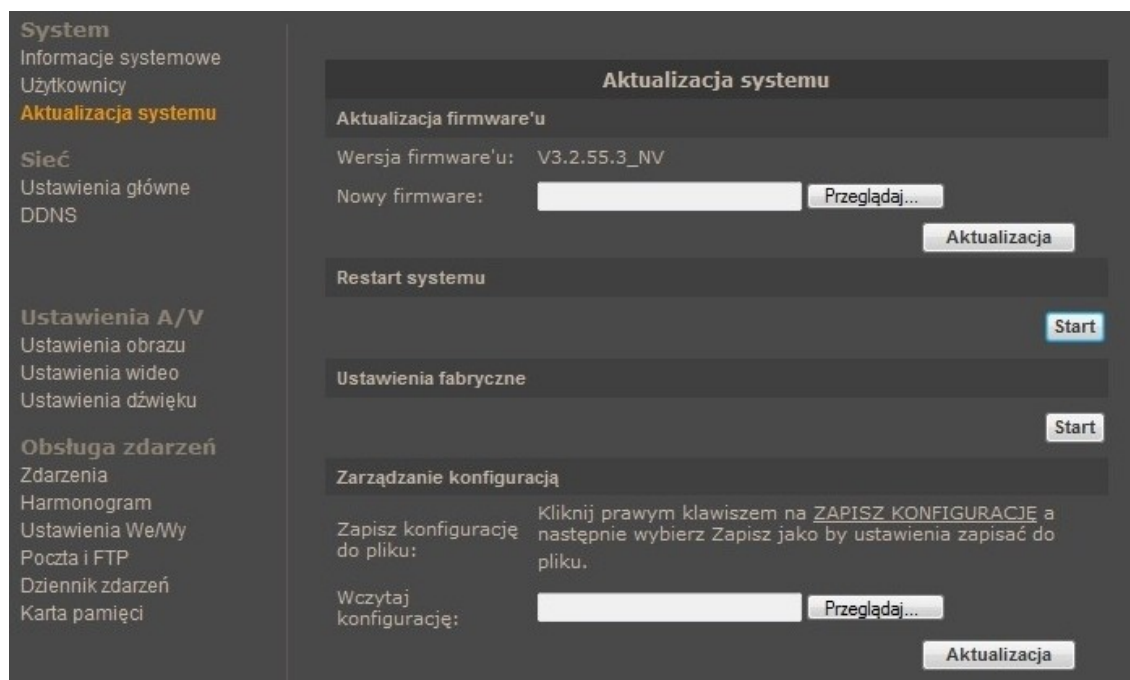 System
Informacje systemowe
Użytkownicy
Aktualizacja systemu
Sieć
Ustawienia główne
DDNS
Ustawienia A/V
Ustawienia obrazu
Ustawienia wideo
Ustawienia dźwięku
Obsługa zdarzeń
Zdarzenia
Harmonogram
Ustawienia We/Wy
Poczta i FTP
Dziennik zdarzeń
Karta pamięci
Aktualizacja systemu
Aktualizacja firmware'u
Wersja firmware'u: V3.2.55.3_NV
Nowy firmware: Przeglądaj...
Aktualizacja
Restart systemu
Start
Ustawienia fabryczne
Start
Zarządzanie konfiguracją
Zapisz konfigurację
do pliku:
Kliknij prawym klawiszem na ZAPISZ KONFIGURACJĘ a
następnie wybierz Zapisz jako by ustawienia zapisać do
pliku.
Wczytaj
konfigurację:
Przeglądaj...
Aktualizacja